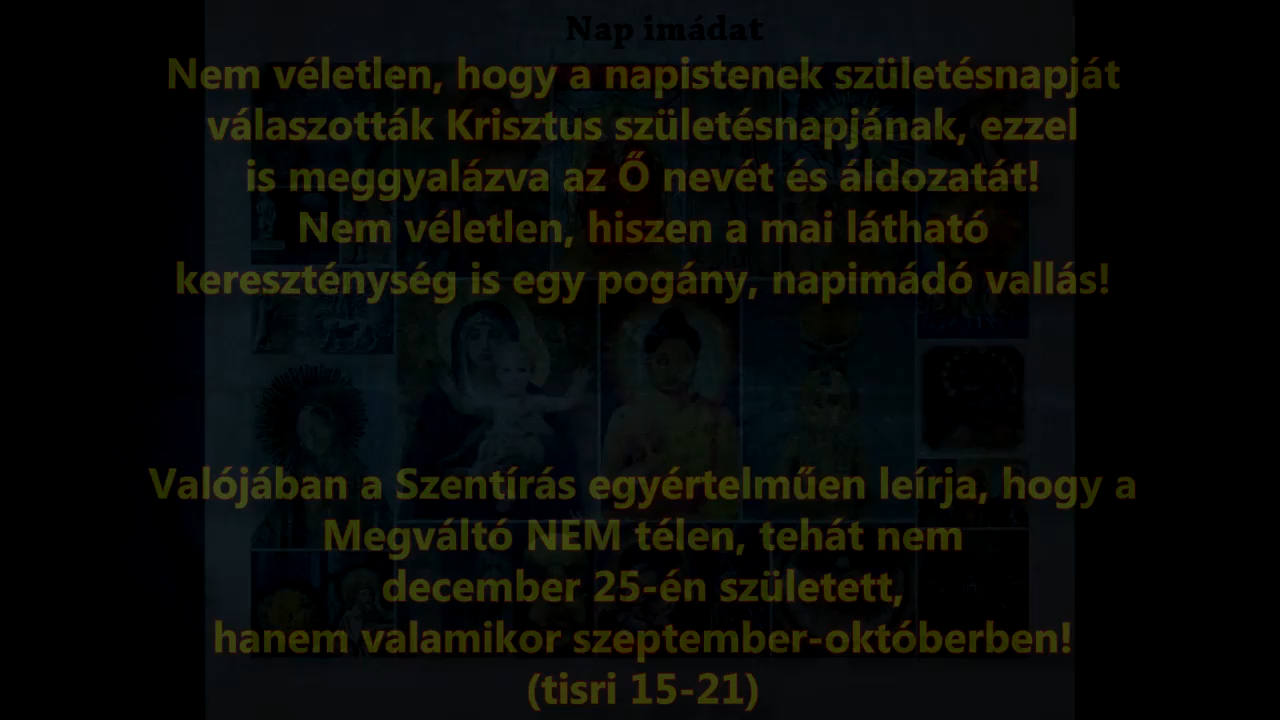 Nap imádat
Nem véletlen, hogy a napistenek születésnapját
válaszották Krisztus születésnapjának, ezzel
is meggyalázva az Ő nevét és áldozatát!
Nem véletlen, hiszen a mai látható
kereszténység is egy pogány, napimádó vallás!
Valójában a Szentírás egyértelműen leírja, hogy a
Megváltó NEM télen, tehát nem
december 25-én született,
hanem valamikor szeptember-októberben!
(tisri 15-21)